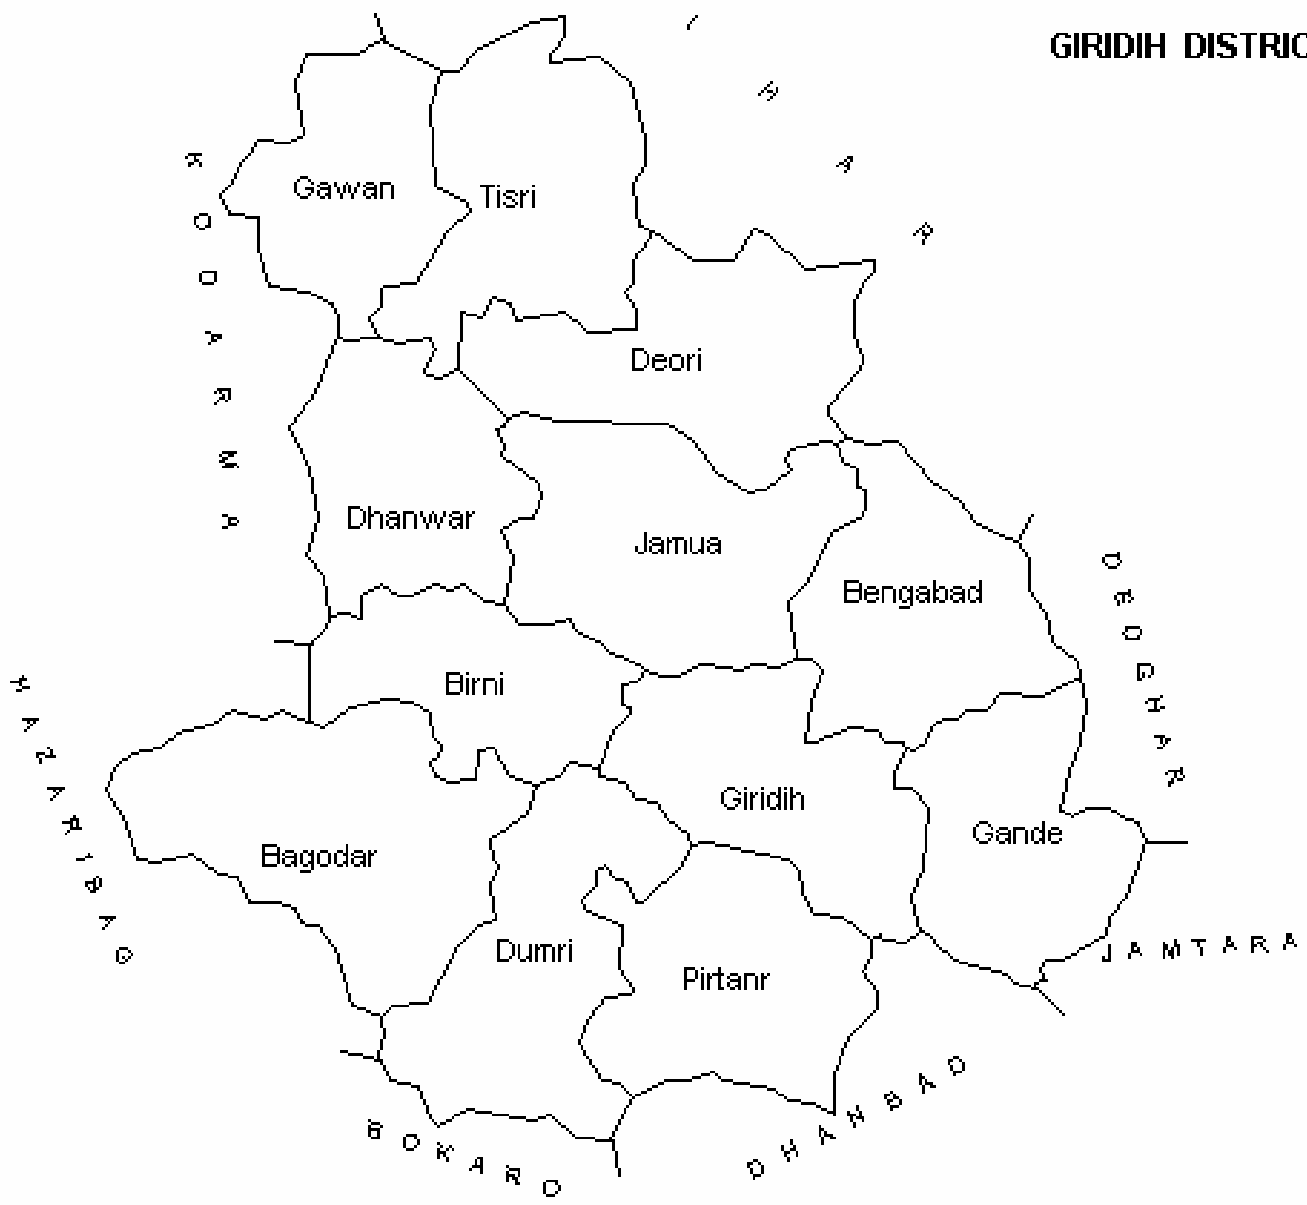 GIRIDIH DISTRIC
H A R
KODARMA
Gawan
Tisri
Deori
Dhanwar
Jamua
Bengabad
DEOGHAR
Birni
HAZARIBAG
Giridih
Gande
Bagodar
Dumri
Pirtanr
JAMTARA
DHANBAD
BOKARO